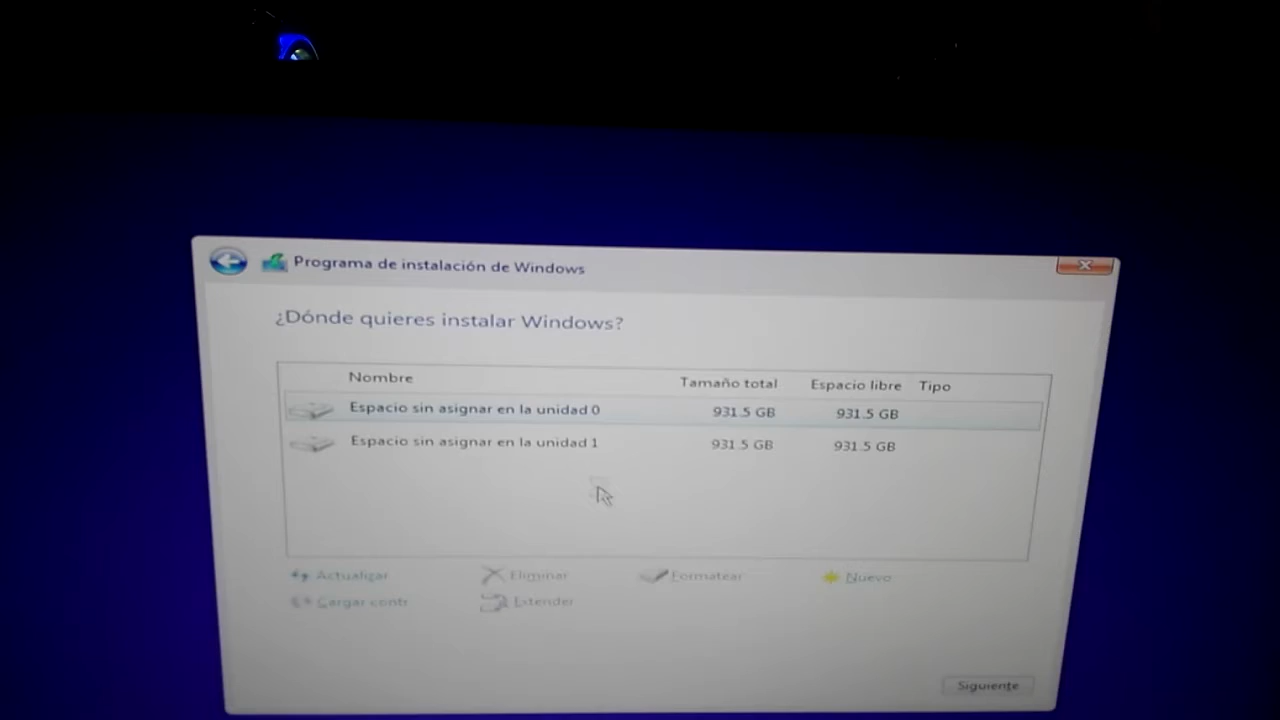 Programa de instalación de Windows
¿Dónde quieres instalar Windows?
Nombre Tamaño total Espacio libre Tipo
Espacio sin asignar en la unidad 0 931.5 GB 931.5 GB
Espacio sin asignar en la unidad 1 931.5 GB 931.5 GB
Actualizar Eliminar Formatear Nuevo
Cargar contr Extender
Siguiente